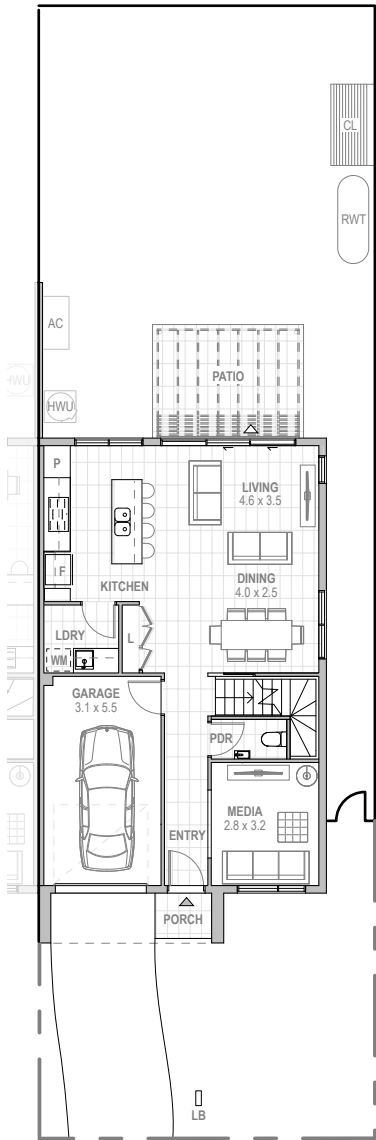 CL
RWT
AC
HWU
HWU
PATIO
P
LIVING
4.6 x 3.5
F
KITCHEN
DINING
4.0 x 2.5
LDRY
L
WM
GARAGE
3.1 x 5.5
PDR
MEDIA
2.8 x 3.2
ENTRY
PORCH
LB